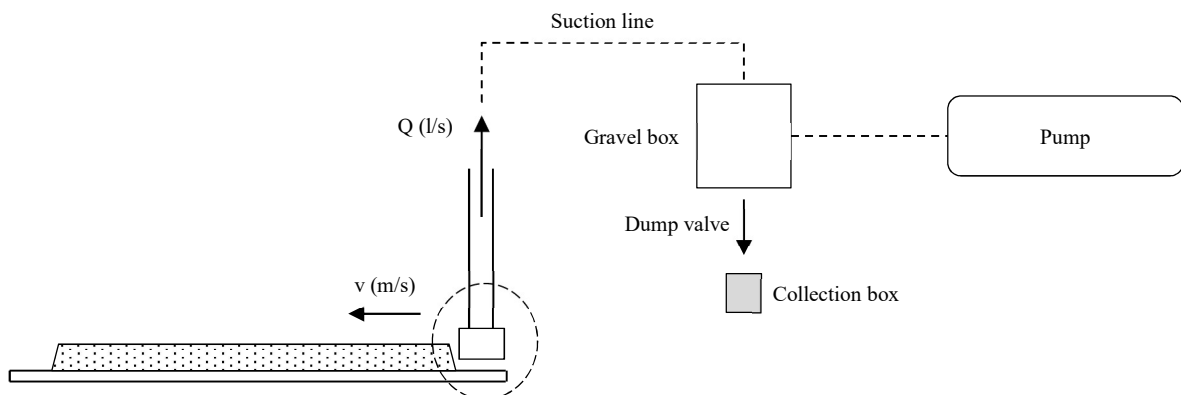 Suction line
Q (l/s)
Gravel box
Pump
Dump valve
v (m/s)
Collection box